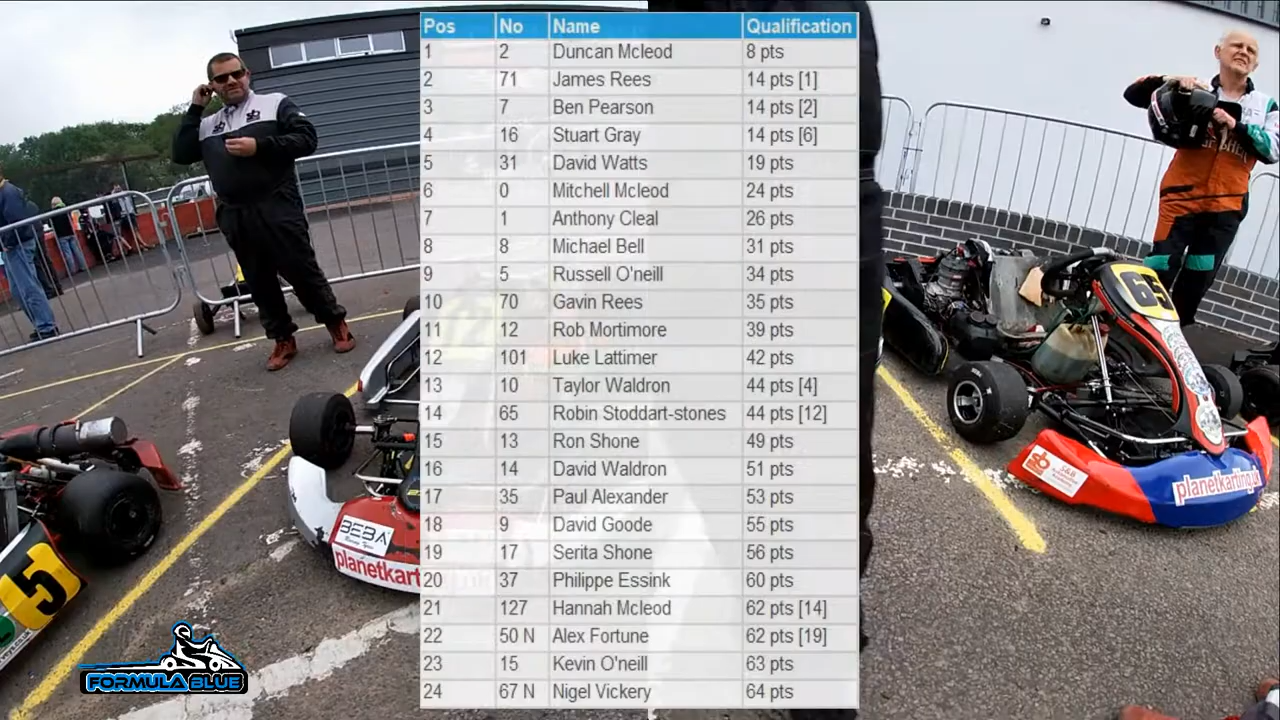 Pos No Name Qualification
1 2 Duncan Mcleod 8 pts
2 71 James Rees 14 pts [1]
3 7 Ben Pearson 14 pts [2]
4 16 Stuart Gray 14 pts [6]
5 31 David Watts 19 pts
6 0 Mitchell Mcleod 24 pts
7 1 Anthony Cleal 26 pts
8 8 Michael Bell 31 pts
9 5 Russell O'neill 34 pts
10 70 Gavin Rees 35 pts
11 12 Rob Mortimore 39 pts
12 101 Luke Lattimer 42 pts
13 10 Taylor Waldron 44 pts [4]
14 65 Robin Stoddart-stones 44 pts [12]
15 13 Ron Shone 49 pts
16 14 David Waldron 51 pts
17 35 Paul Alexander 53 pts
18 9 David Goode 55 pts
19 17 Serita Shone 56 pts
20 37 Philippe Essink 60 pts
21 127 Hannah Mcleod 62 pts [14]
22 50 N Alex Fortune 62 pts [19]
23 15 Kevin O'neill 63 pts
24 67 N Nigel Vickery 64 pts
65
planetkarting.uk
BEBA
planetkart
5
FORMULA BLUE